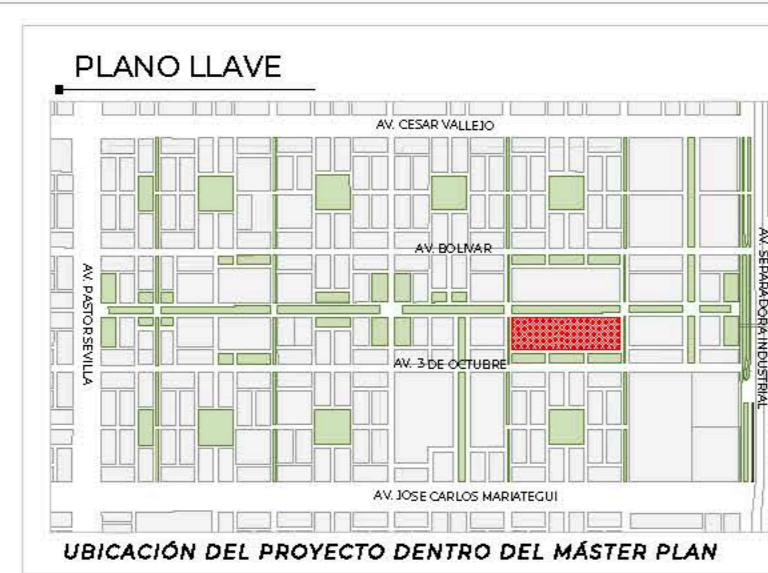 PLANO LLAVE
AV. CESAR VALLEJO
AV. BOLIVAR
AV. PASTOR SEVILLA
AV. SEPARADORA INDUSTRIAL
AV. 3 DE OCTUBRE
AV. JOSE CARLOS MARIATEGUI
UBICACIÓN DEL PROYECTO DENTRO DEL MÁSTER PLAN